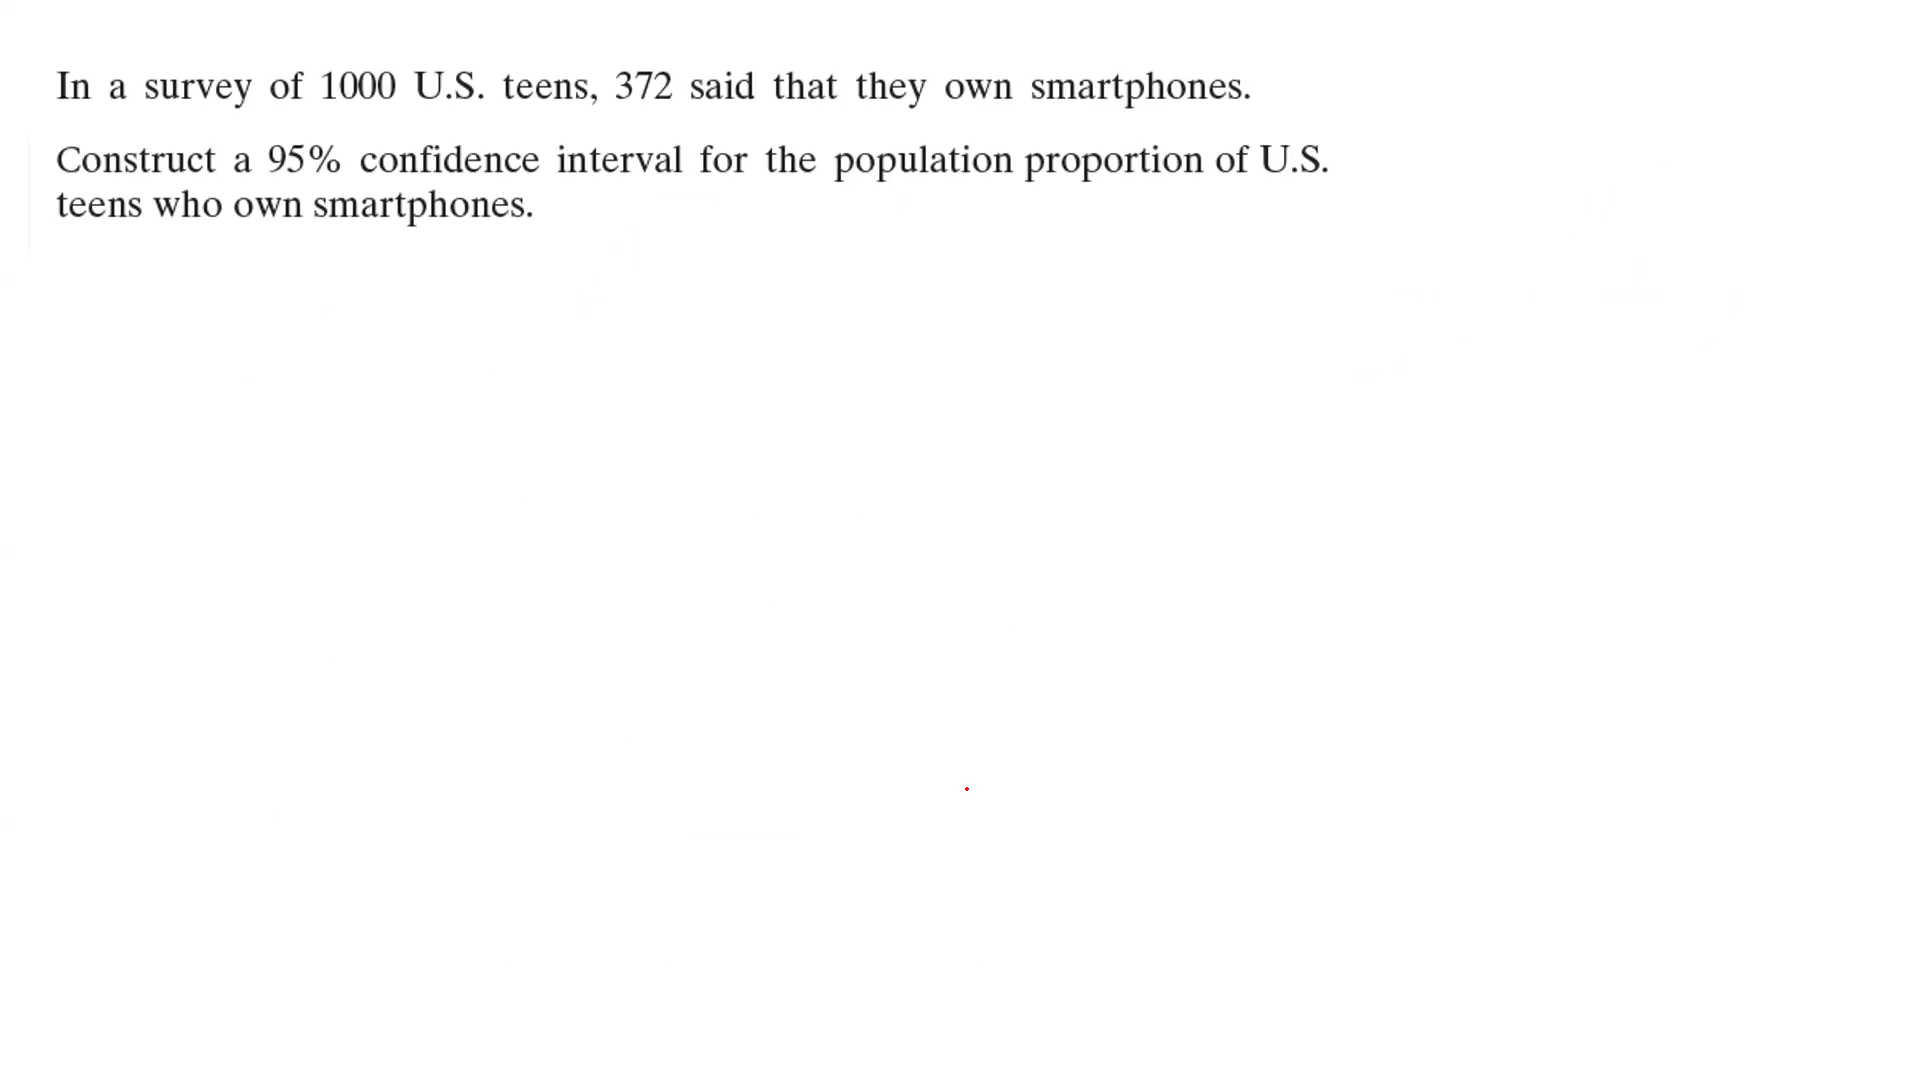 In a survey of 1000 U.S. teens, 372 said that they own smartphones.
Construct a 95% confidence interval for the population proportion of U.S.
teens who own smartphones.